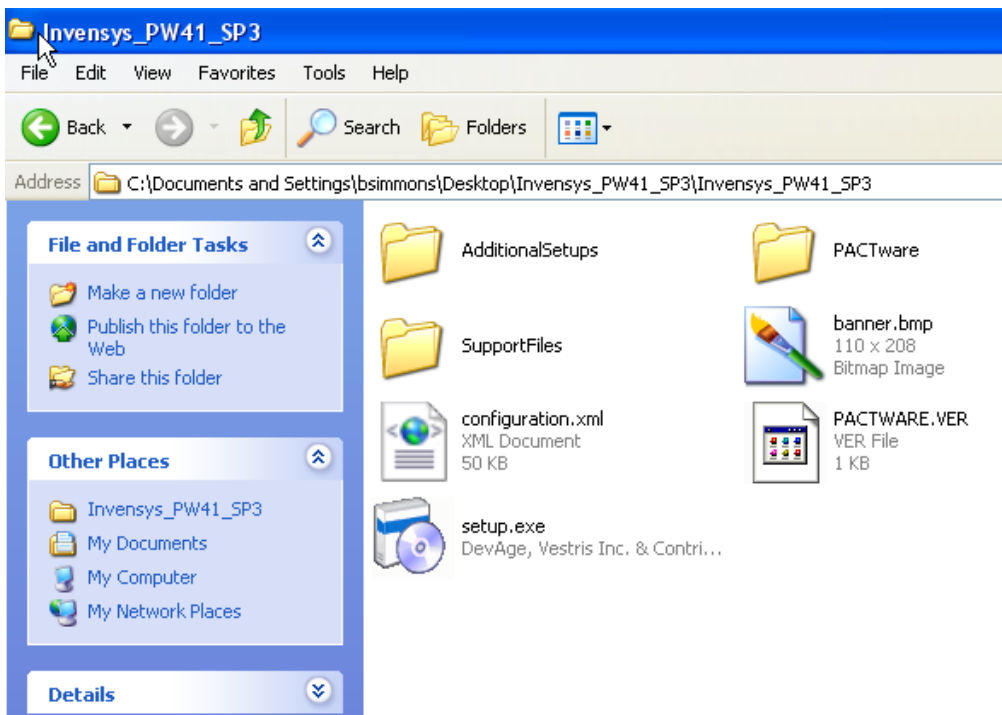 Invensys_PW41_SP3
File Edit View Favorites Tools Help
Back Search Folders
Address C:\Documents and Settings\bsimmons\Desktop\Invensys_PW41_SP3\Invensys_PW41_SP3
File and Folder Tasks
Make a new folder
Publish this folder to the
Web
Share this folder
Other Places
Invensys_PW41_SP3
My Documents
My Computer
My Network Places
Details
AdditionalSetups
PACTware
SupportFiles
banner.bmp
110 x 208
Bitmap Image
configuration.xml
XML Document
50 KB
PACTWARE.VER
VER File
1 KB
setup.exe
DevAge, Vestris Inc. & Contri...